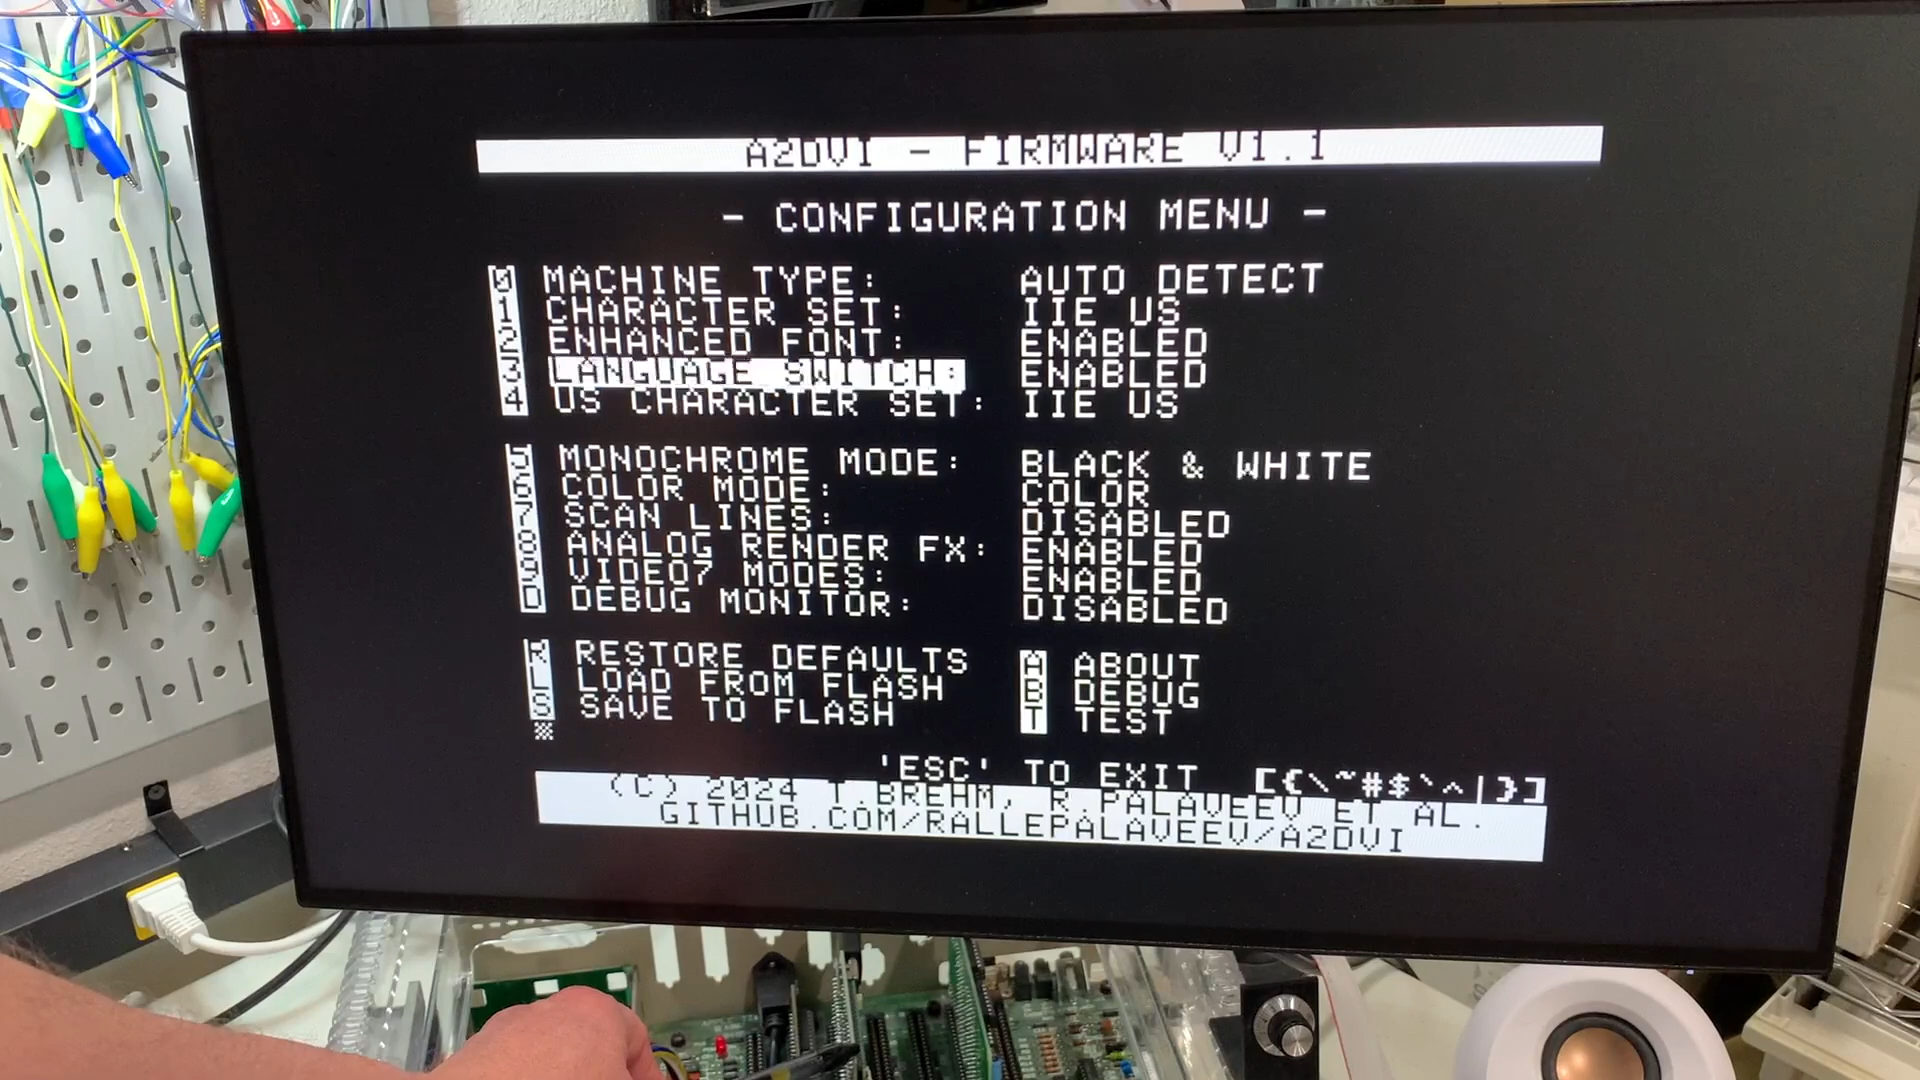 A2DVI - FIRMWARE V1.1
- CONFIGURATION MENU -
0 MACHINE TYPE: AUTO DETECT
1 CHARACTER SET: IIE US
2 ENHANCED FONT: ENABLED
3 LANGUAGE SWITCH: ENABLED
4 US CHARACTER SET: IIE US
5 MONOCHROME MODE: BLACK & WHITE
6 COLOR MODE: COLOR
7 SCAN LINES: DISABLED
8 ANALOG RENDER FX: ENABLED
9 VIDEO7 MODES: ENABLED
D DEBUG MONITOR: DISABLED
R RESTORE DEFAULTS A ABOUT
L LOAD FROM FLASH B DEBUG
S SAVE TO FLASH T TEST
'ESC' TO EXIT [{\~#$`^|}]
(C) 2024 T.BREHM, R.PALAVEEV ET AL.
GITHUB.COM/RALLEPALAVEEV/A2DVI